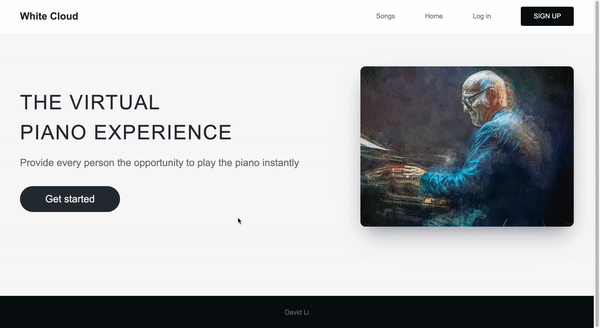 White Cloud
Songs
Home
Log in
SIGN UP
THE VIRTUAL
PIANO EXPERIENCE
Provide every person the opportunity to play the piano instantly
Get started
David Li